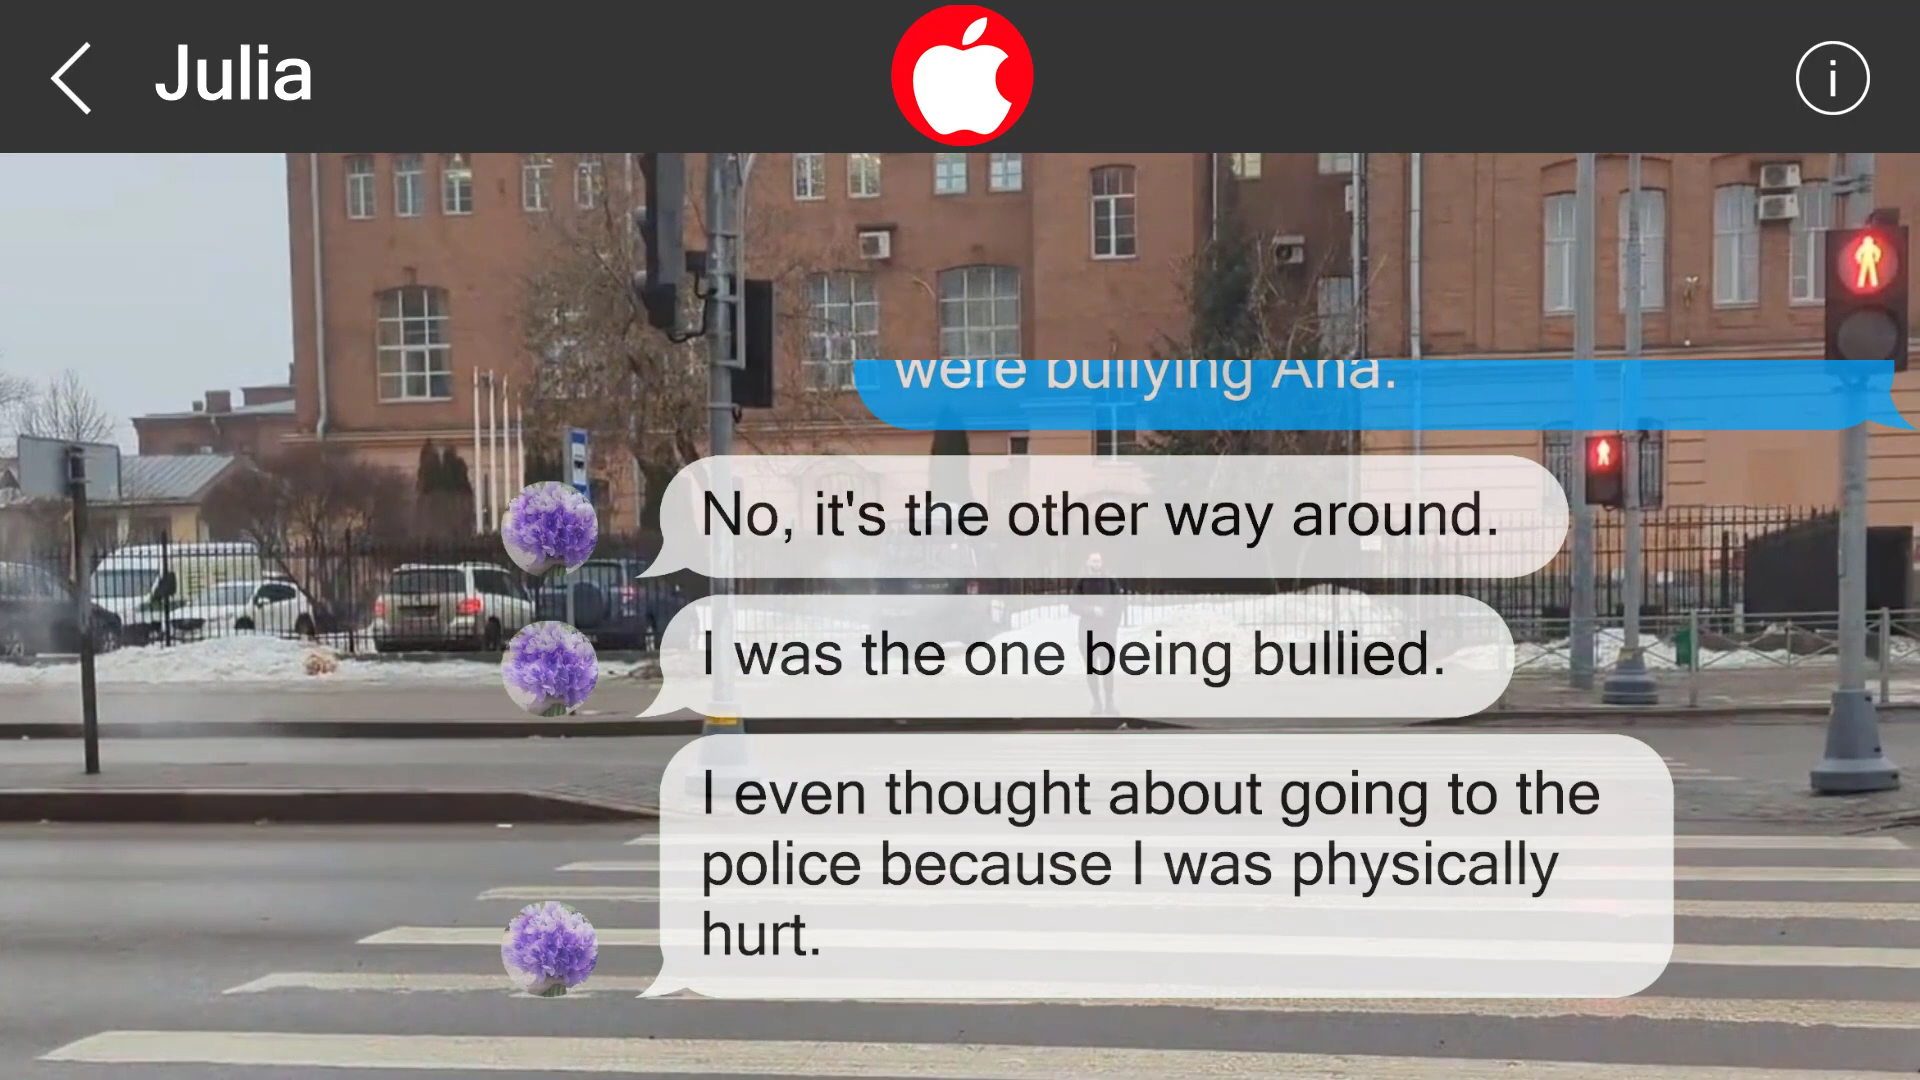 Julia
were bullying Ana.
No, it's the other way around.
I was the one being bullied.
I even thought about going to the
police because I was physically
hurt.